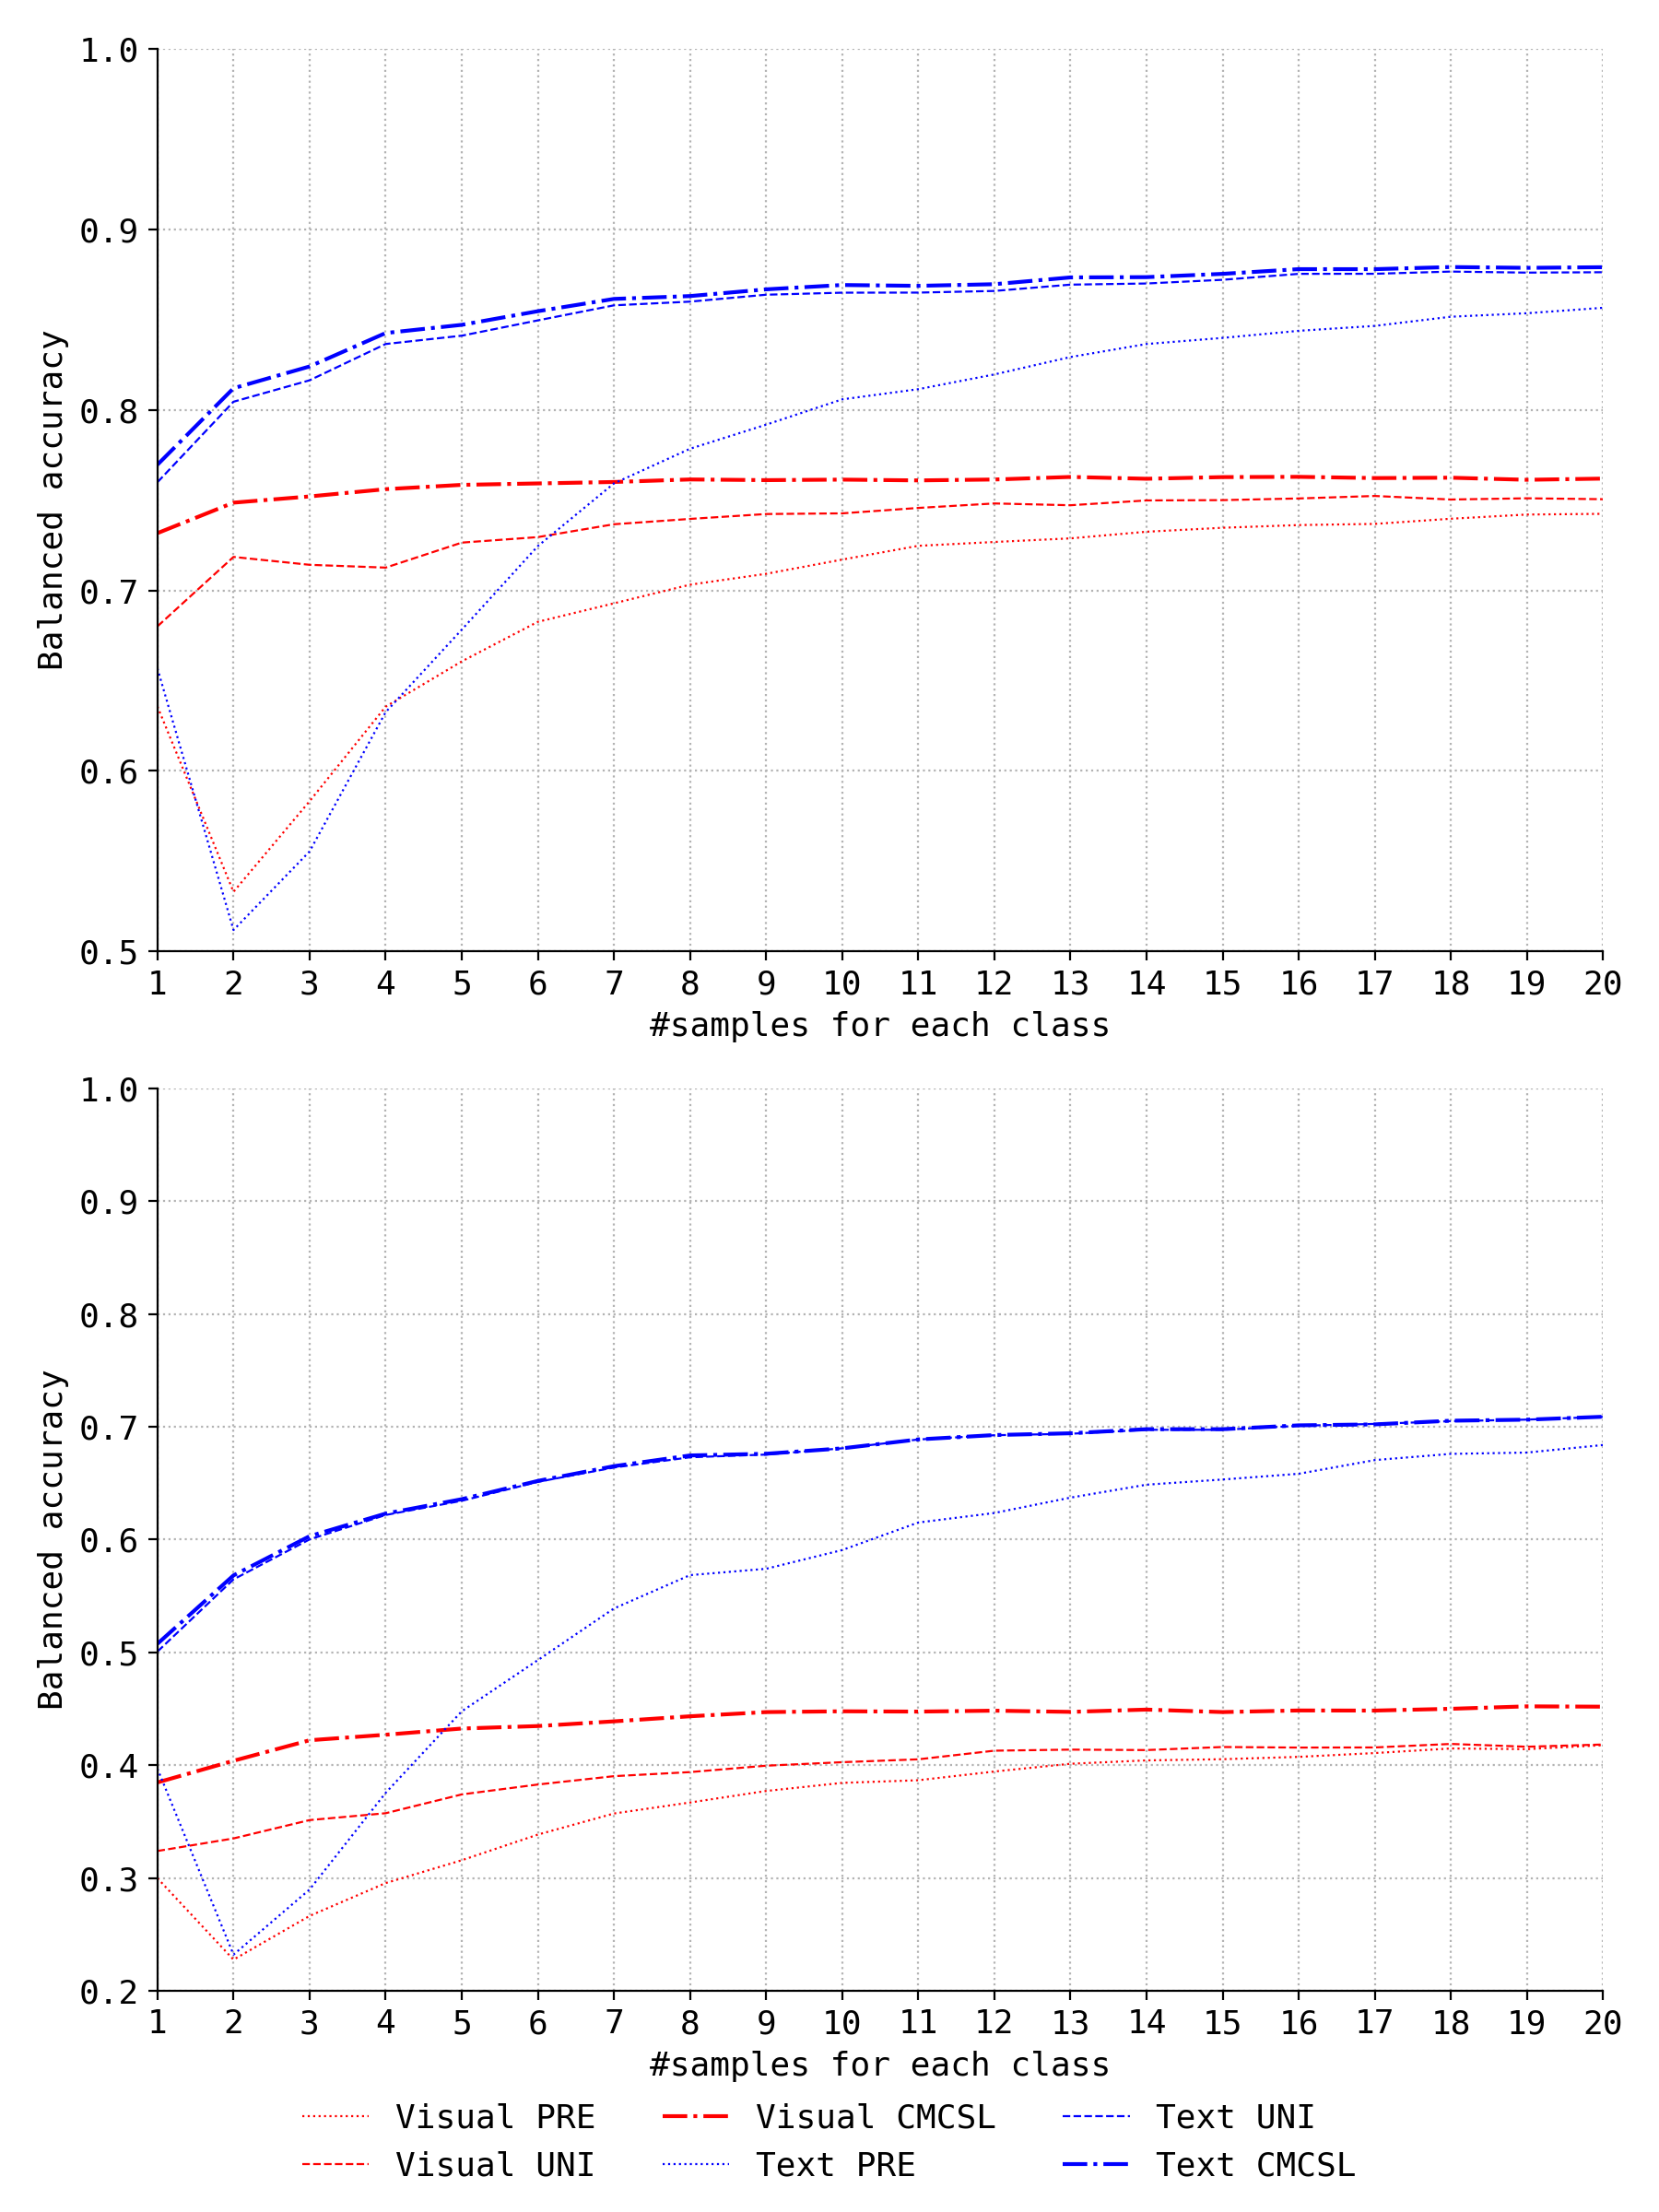 1.0
0.9
0.8
0.7
0.6
0.5
Balanced accuracy
1 2 3 4 5 6 7 8 9 10 11 12 13 14 15 16 17 18 19 20
#samples for each class
1.0
0.9
0.8
0.7
0.6
0.5
0.4
0.3
0.2
Balanced accuracy
1 2 3 4 5 6 7 8 9 10 11 12 13 14 15 16 17 18 19 20
#samples for each class
Visual PRE Visual CMCSL Text UNI
Visual UNI Text PRE Text CMCSL